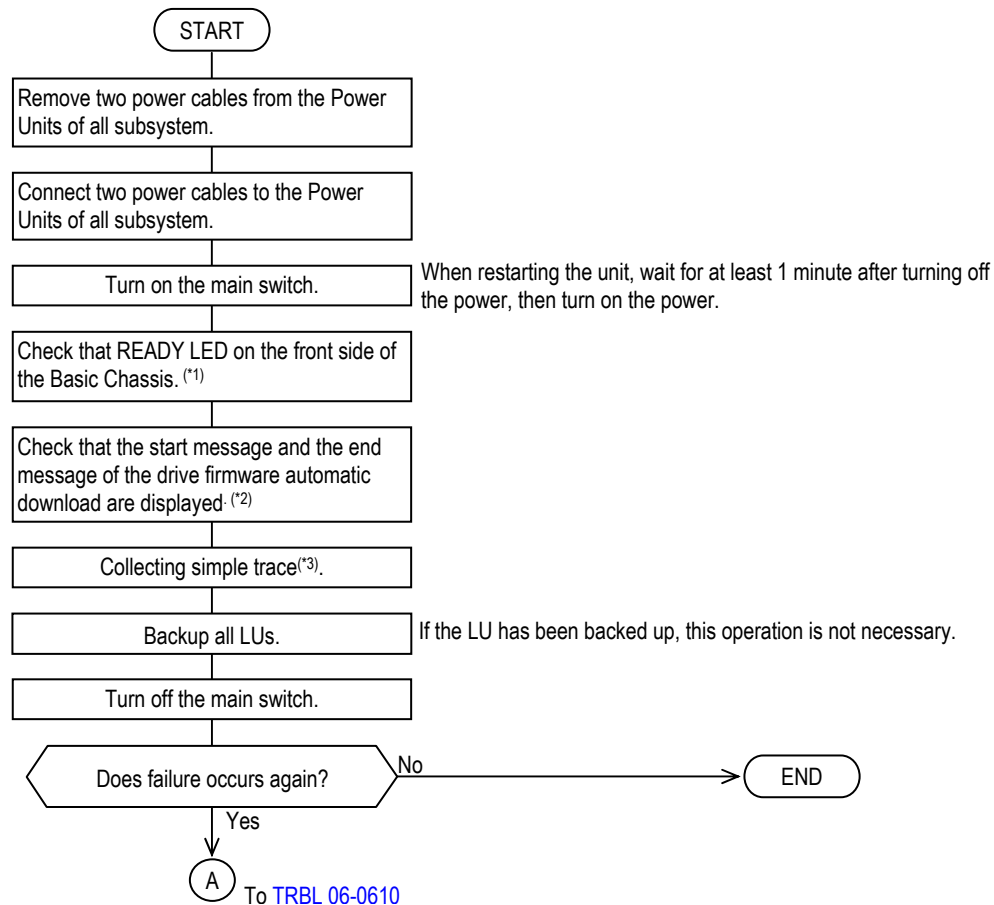 START
Remove two power cables from the Power
Units of all subsystem.
Connect two power cables to the Power
Units of all subsystem.
Turn on the main switch.
When restarting the unit, wait for at least 1 minute after turning off
the power, then turn on the power.
Check that READY LED on the front side of
the Basic Chassis. (*1)
Check that the start message and the end
message of the drive firmware automatic
download are displayed. (*2)
Collecting simple trace(*3).
Backup all LUs.
If the LU has been backed up, this operation is not necessary.
Turn off the main switch.
Does failure occurs again?
No
END
Yes
A
To TRBL 06-0610